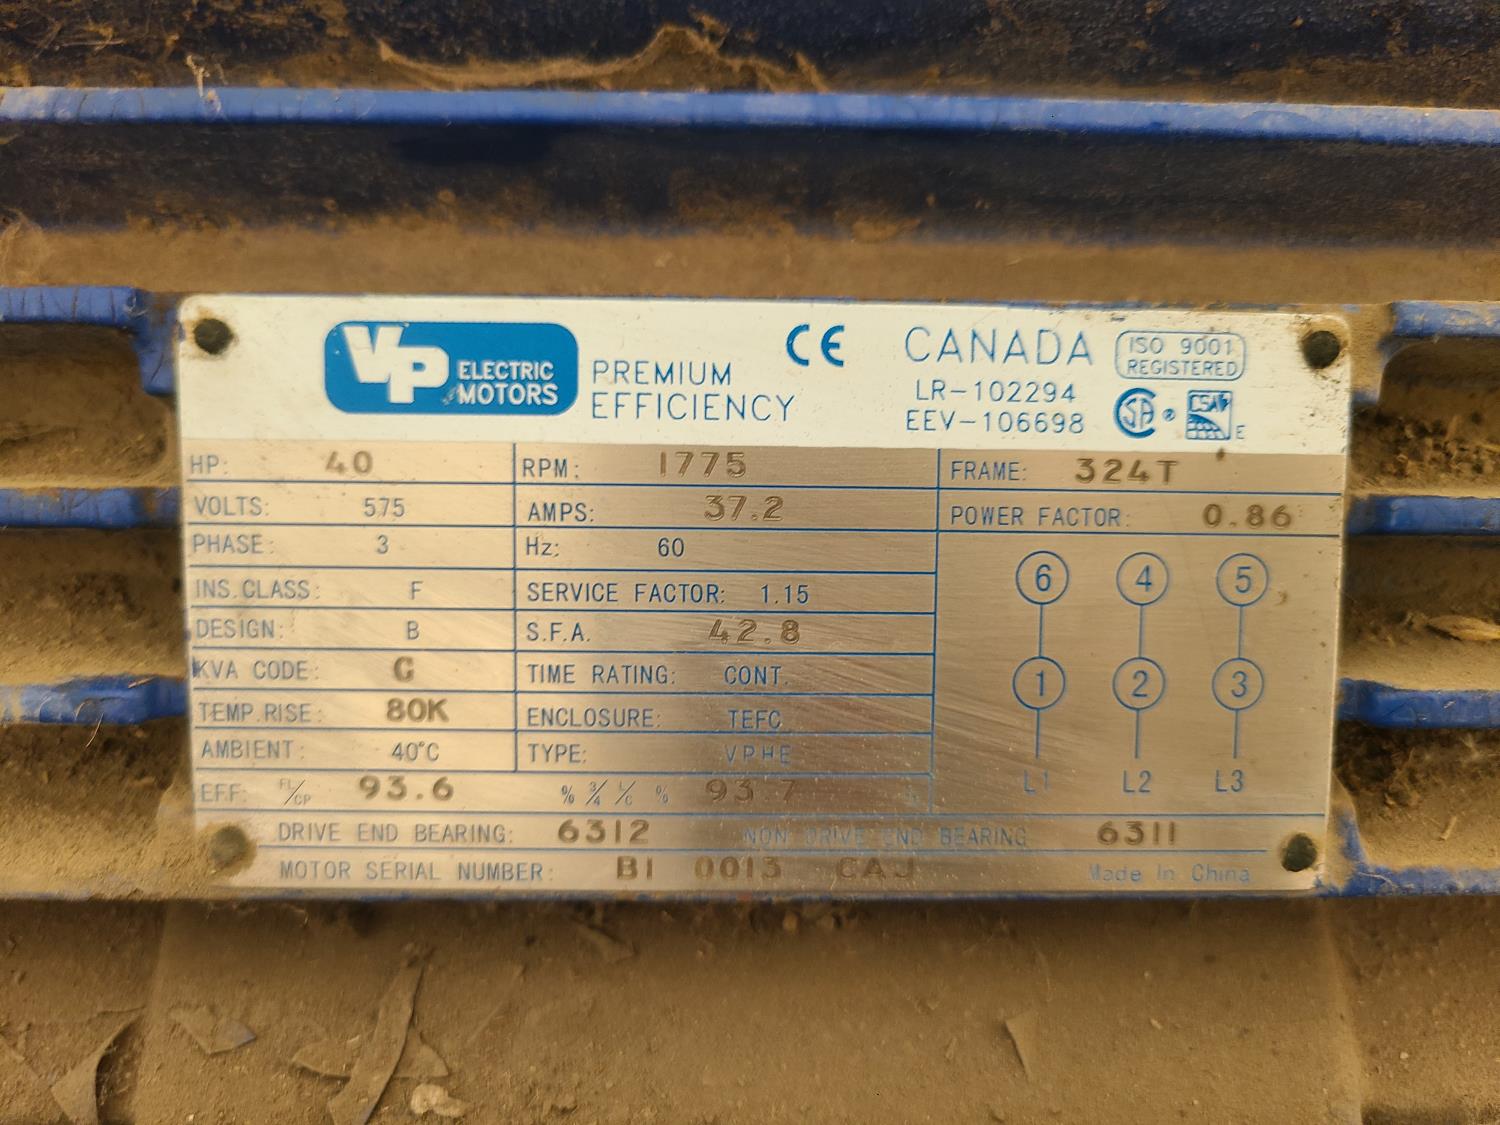 VP ELECTRIC MOTORS
PREMIUM EFFICIENCY
CE
CANADA
LR-102294
EEV-106698
ISO 9001 REGISTERED
CSA ®
CSA E
HP: 40 RPM: 1775 FRAME: 324T
VOLTS: 575 AMPS: 37.2 POWER FACTOR: 0.86
PHASE: 3 Hz: 60
INS.CLASS: F SERVICE FACTOR: 1.15
DESIGN: B S.F.A. 42.8
KVA CODE: G TIME RATING: CONT.
TEMP.RISE: 80K ENCLOSURE: TEFC
AMBIENT: 40°C TYPE: VPHE
EFF: FL/CP 93.6 % 3/4 L/C % 93.7
6 4 5
1 2 3
L1 L2 L3
DRIVE END BEARING: 6312 NON DRIVE END BEARING 6311
MOTOR SERIAL NUMBER: B1 0013 CAJ Made In China